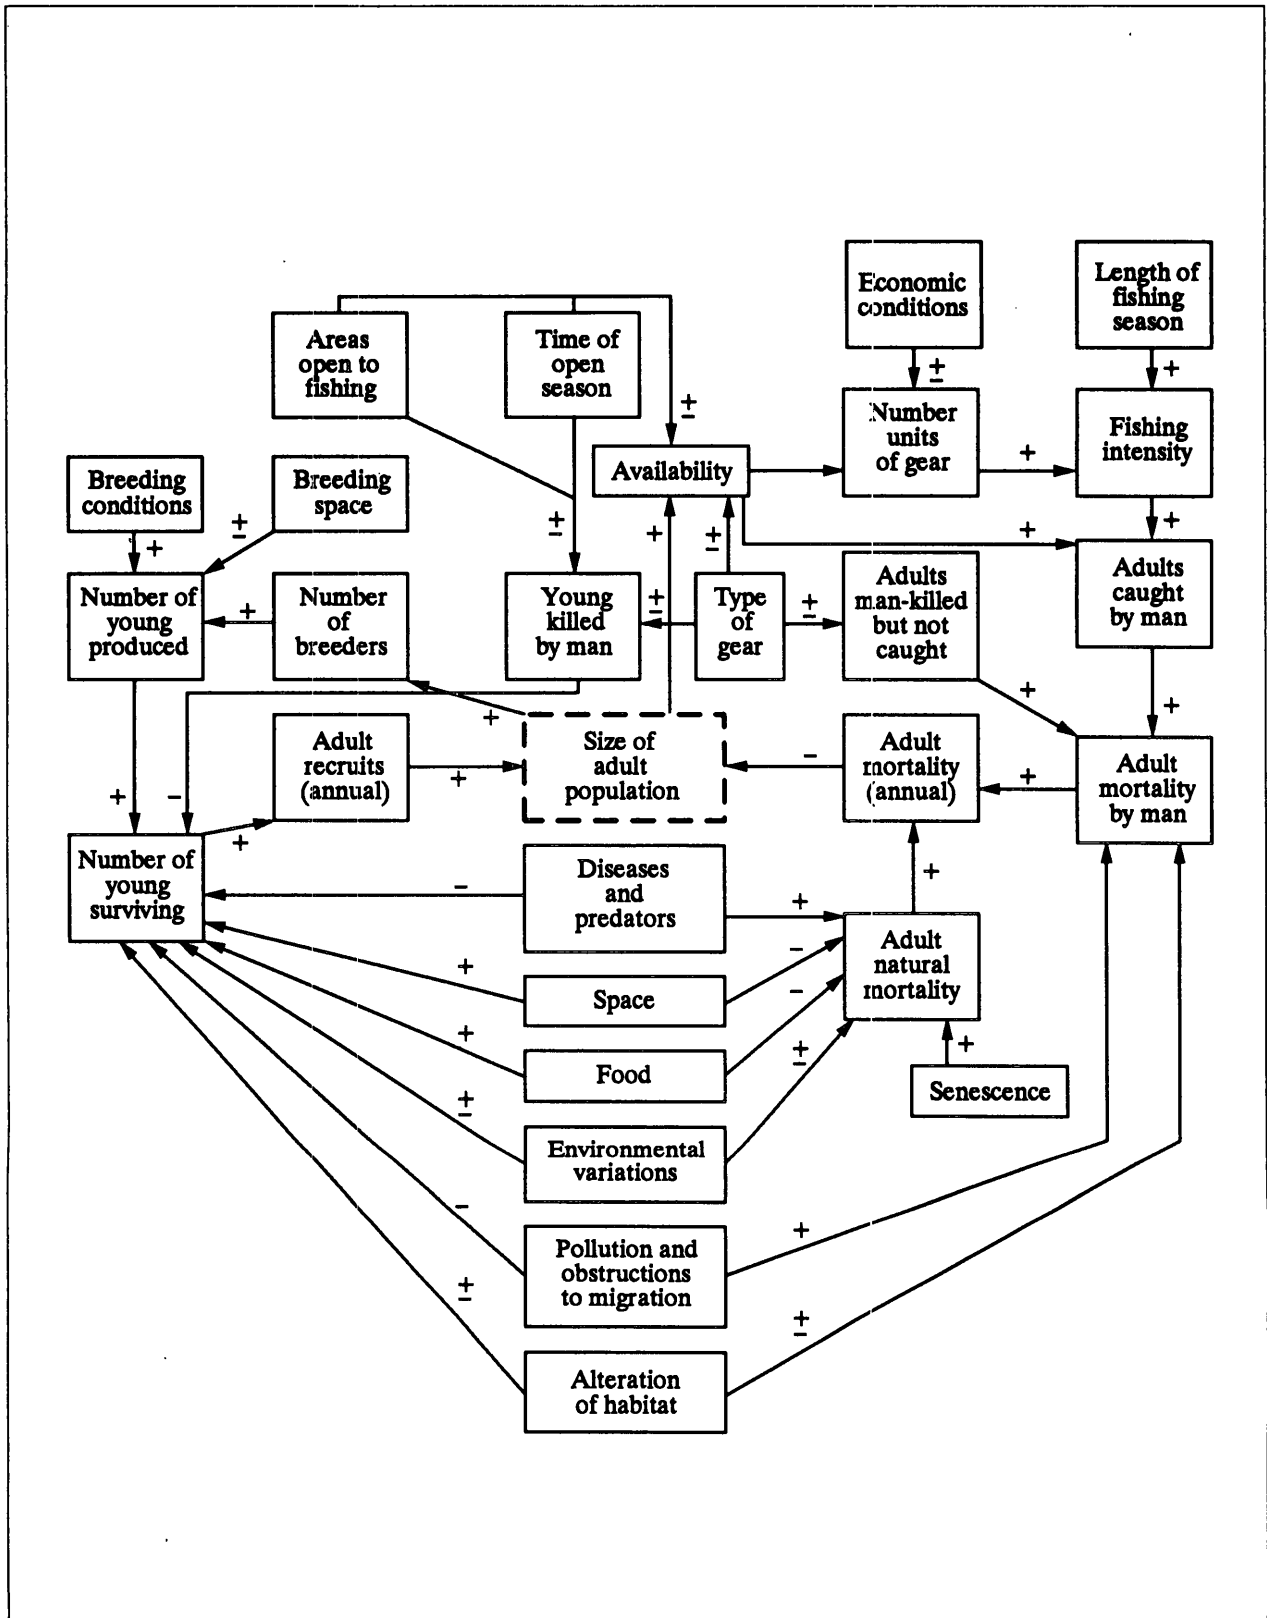 Economic
conditions
Length of
fishing
season
Areas
open to
fishing
Time of
open
season
±
+
±
Number
units
of gear
Fishing
intensity
Availability
+
Breeding
conditions
Breeding
space
+
±
±
+
±
+
+
Number of
young
produced
+
Number
of
breeders
Young
killed
by man
±
Type
of
gear
±
Adults
man-killed
but not
caught
Adults
caught
by man
+
+
+
Adult
recruits
(annual)
+
Size of
adult
population
−
Adult
mortality
(annual)
+
Adult
mortality
by man
+
−
+
Number of
young
surviving
−
Diseases
and
predators
+
+
Adult
natural
mortality
+
Space
−
−
+
Food
±
+
Senescence
±
Environmental
variations
−
Pollution and
obstructions
to migration
+
±
Alteration
of habitat
±